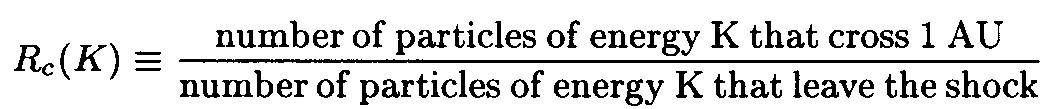 R_c(K) ≡ number of particles of energy K that cross 1 AU
number of particles of energy K that leave the shock